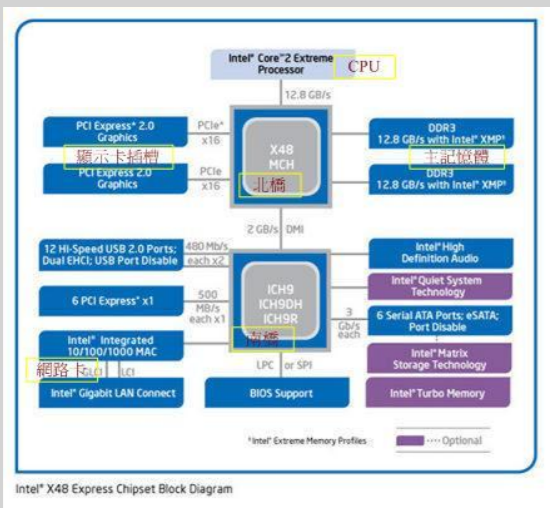 Intel® Core™2 Extreme
Processor
CPU
12.8 GB/s
PCI Express* 2.0
Graphics
PCIe*
x16
顯示卡插槽
PCI Express 2.0
Graphics
PCIe
x16
X48
MCH
北橋
DDR3
12.8 GB/s with Intel® XMP¹
主記憶體
DDR3
12.8 GB/s with Intel® XMP¹
2 GB/s DMI
12 Hi-Speed USB 2.0 Ports;
Dual EHCI; USB Port Disable
480 Mb/s
each x2
6 PCI Express* x1
500
MB/s
each x1
Intel® Integrated
10/100/1000 MAC
網路卡
GLCI
LCI
Intel® Gigabit LAN Connect
ICH9
ICH9DH
ICH9R
南橋
LPC or SPI
BIOS Support
Intel® High
Definition Audio
Intel® Quiet System
Technology
3
Gb/s
each
6 Serial ATA Ports; eSATA;
Port Disable
Intel® Matrix
Storage Technology
Intel® Turbo Memory
¹Intel® Extreme Memory Profiles
Optional
Intel® X48 Express Chipset Block Diagram